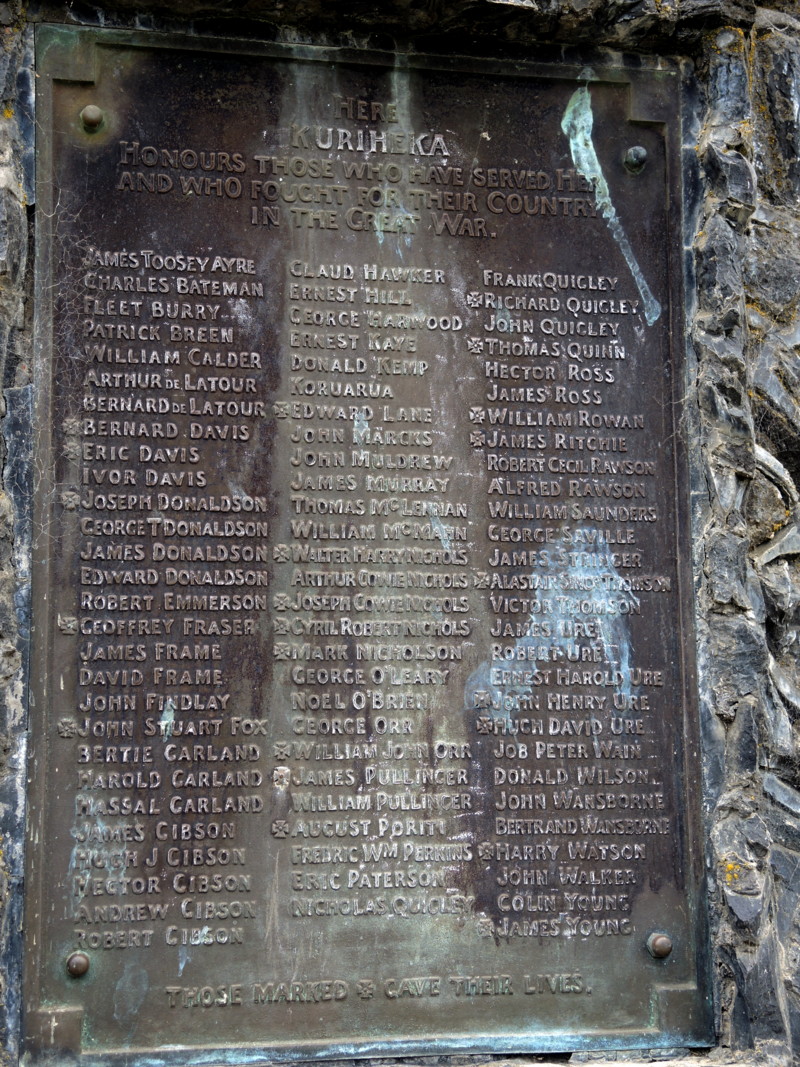 HERE
KURIHEKA
HONOURS THOSE WHO HAVE SERVED HER
AND WHO FOUGHT FOR THEIR COUNTRY
IN THE GREAT WAR.
JAMES TOOSEY AYRE
CHARLES BATEMAN
FLEET BURRY
PATRICK BREEN
WILLIAM CALDER
ARTHUR DE LATOUR
BERNARD DE LATOUR
✠ BERNARD DAVIS
✠ ERIC DAVIS
IVOR DAVIS
✠ JOSEPH DONALDSON
GEORGE T DONALDSON
JAMES DONALDSON
EDWARD DONALDSON
ROBERT EMMERSON
✠ GEOFFREY FRASER
JAMES FRAME
DAVID FRAME
JOHN FINDLAY
✠ JOHN STUART FOX
BERTIE GARLAND
HAROLD GARLAND
MASSAL GARLAND
JAMES GIBSON
HUGH J GIBSON
HECTOR GIBSON
ANDREW GIBSON
ROBERT GIBSON
CLAUD HAWKER
ERNEST HILL
GEORGE HARWOOD
ERNEST KAYE
DONALD KEMP
KORUARUA
✠ EDWARD LANE
JOHN MARCKS
JOHN MULDREW
JAMES MURRAY
THOMAS McLENNAN
WILLIAM McMAHN
✠ WALTER HARRY NICHOLS
ARTHUR COWIE NICHOLS
✠ JOSEPH COWIE NICHOLS
✠ CYRIL ROBERT NICHOLS
✠ MARK NICHOLSON
GEORGE O'LEARY
NOEL O'BRIEN
GEORGE ORR
✠ WILLIAM JOHN ORR
✠ JAMES PULLINGER
WILLIAM PULLINGER
✠ AUGUST PORITI
FREDRIC WM PERKINS
ERIC PATERSON
NICHOLAS QUIGLEY
FRANK QUIGLEY
✠ RICHARD QUIGLEY
JOHN QUIGLEY
✠ THOMAS QUINN
HECTOR ROSS
JAMES ROSS
✠ WILLIAM ROWAN
✠ JAMES RITCHIE
ROBERT CECIL RAWSON
ALFRED RAWSON
WILLIAM SAUNDERS
GEORGE SAVILLE
JAMES STRINGER
✠ ALASTAIR THOMSON
VICTOR THOMSON
JAMES URE
ROBERT URE
ERNEST HAROLD URE
✠ JOHN HENRY URE
✠ HUGH DAVID URE
JOB PETER WAIN
DONALD WILSON
JOHN WANSBORNE
BERTRAND WANSBORNE
✠ HARRY WATSON
JOHN WALKER
COLIN YOUNG
✠ JAMES YOUNG
THOSE MARKED ✠ GAVE THEIR LIVES.